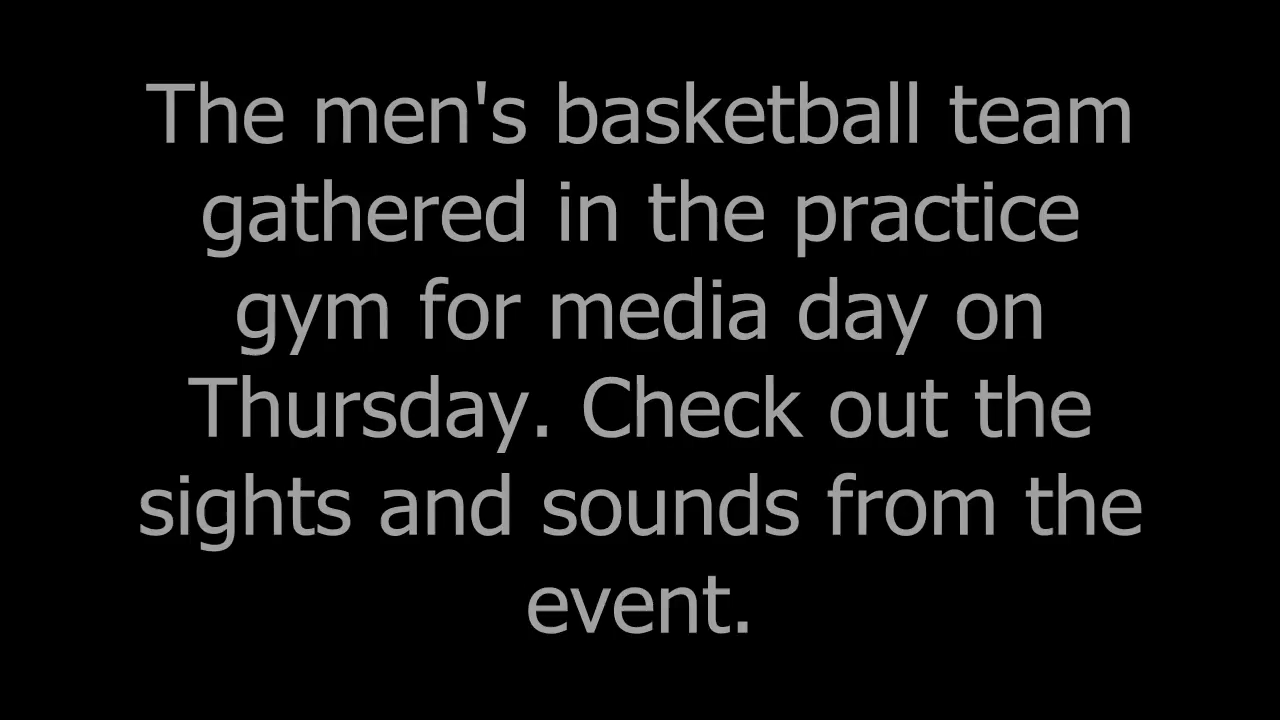 The men's basketball team
gathered in the practice
gym for media day on
Thursday. Check out the
sights and sounds from the
event.